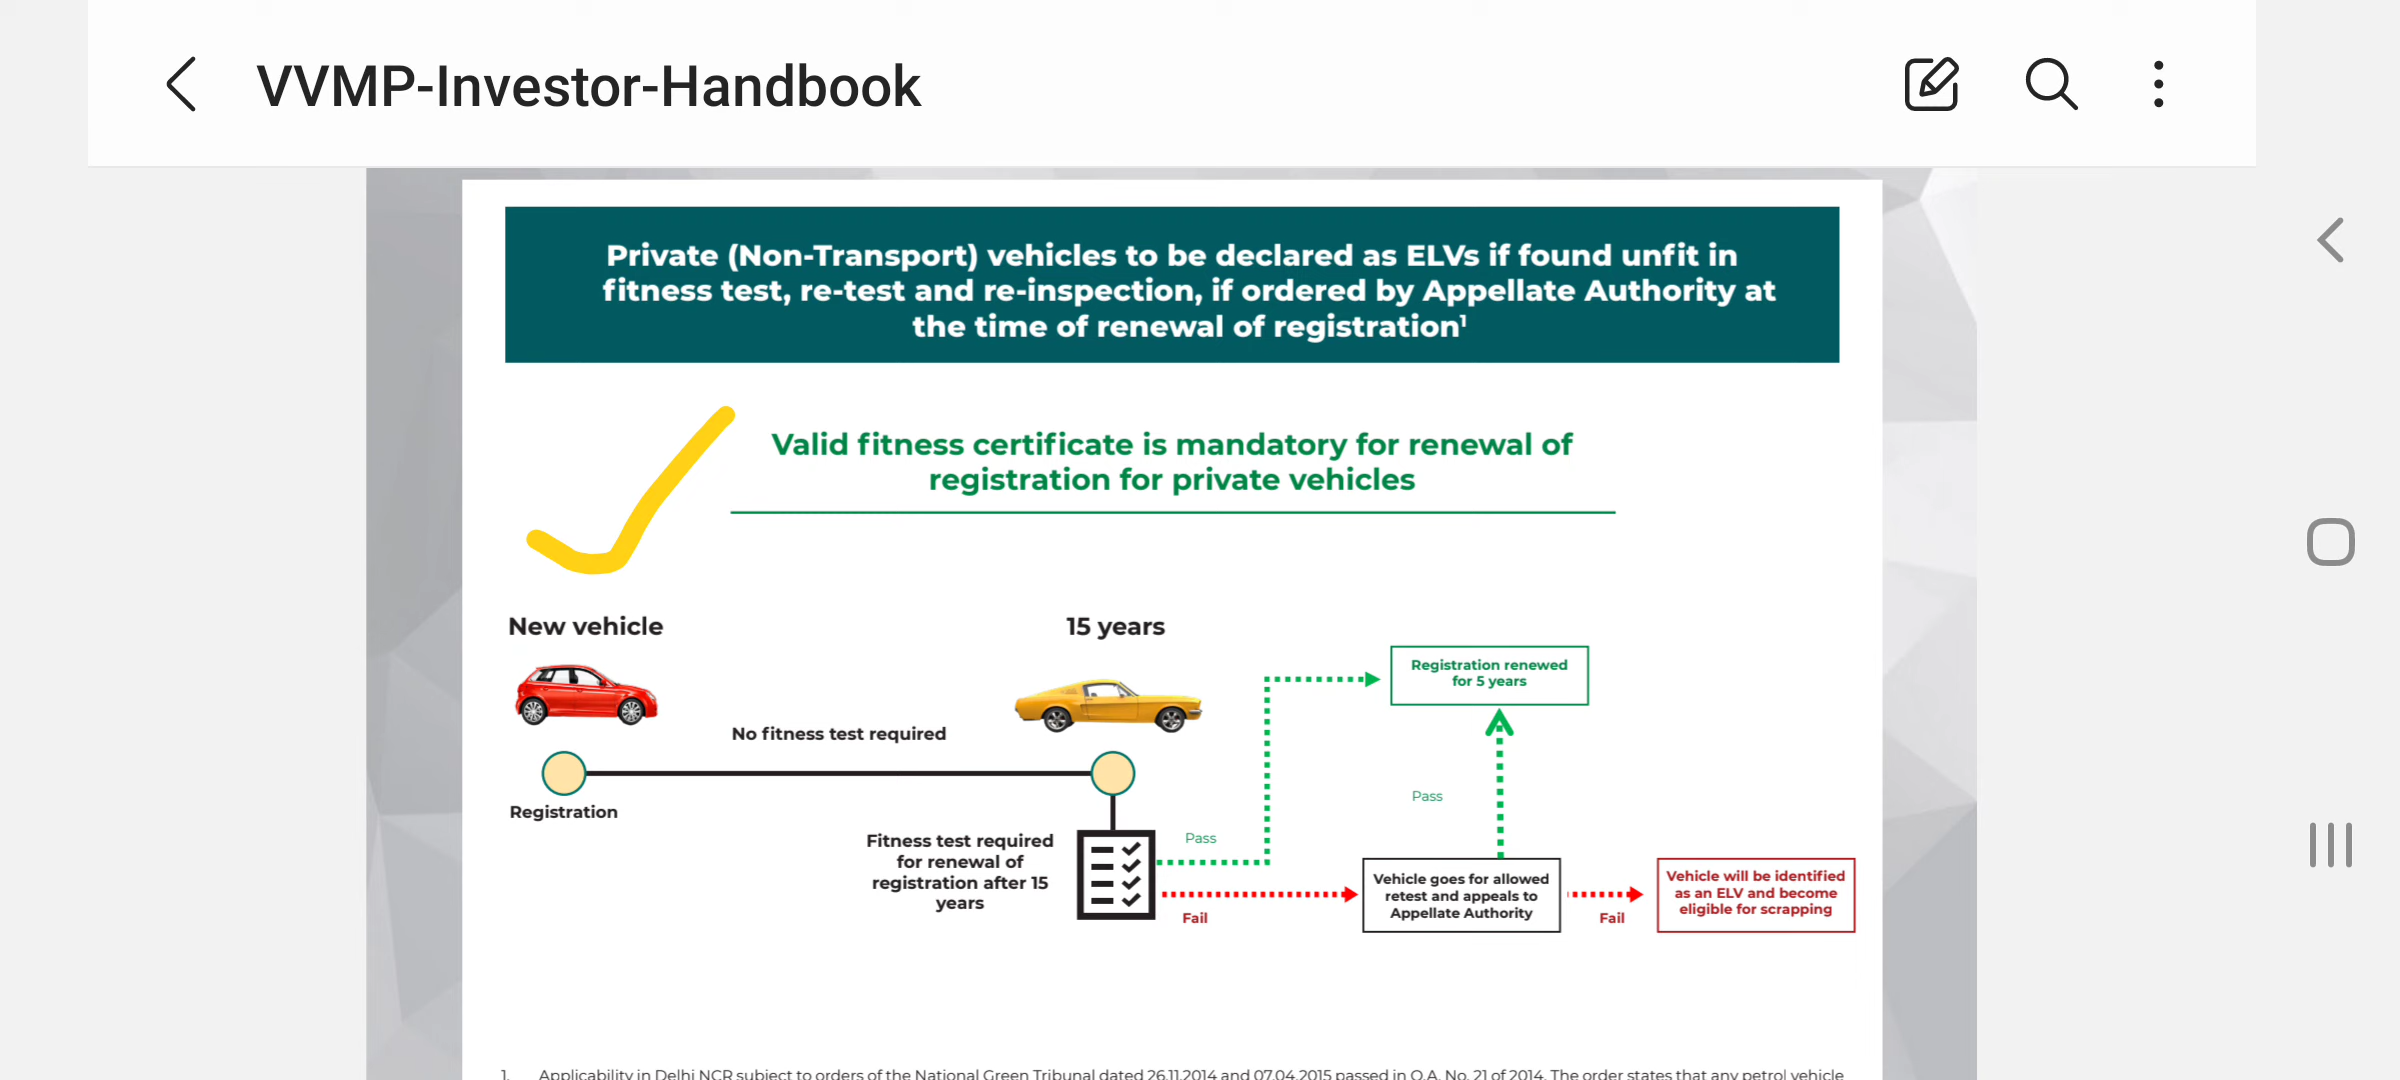 VVMP-Investor-Handbook
Private (Non-Transport) vehicles to be declared as ELVs if found unfit in
fitness test, re-test and re-inspection, if ordered by Appellate Authority at
the time of renewal of registration¹
Valid fitness certificate is mandatory for renewal of
registration for private vehicles
New vehicle
15 years
Registration renewed
for 5 years
No fitness test required
Registration
Pass
Fitness test required
for renewal of
registration after 15
years
Pass
Fail
Vehicle goes for allowed
retest and appeals to
Appellate Authority
Fail
Vehicle will be identified
as an ELV and become
eligible for scrapping
1. Applicability in Delhi NCR subject to orders of the National Green Tribunal dated 26.11.2014 and 07.04.2015 passed in O.A. No. 21 of 2014. The order states that any petrol vehicle